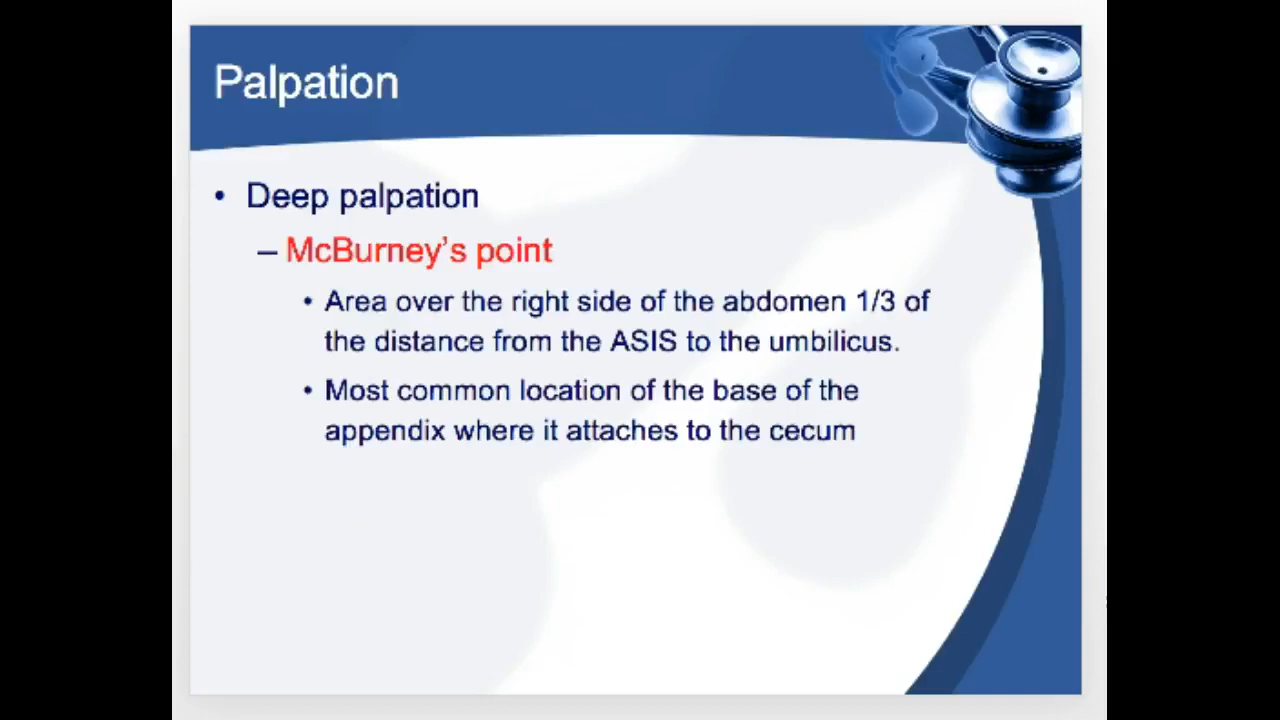 Palpation
• Deep palpation
– McBurney's point
• Area over the right side of the abdomen 1/3 of
the distance from the ASIS to the umbilicus.
• Most common location of the base of the
appendix where it attaches to the cecum